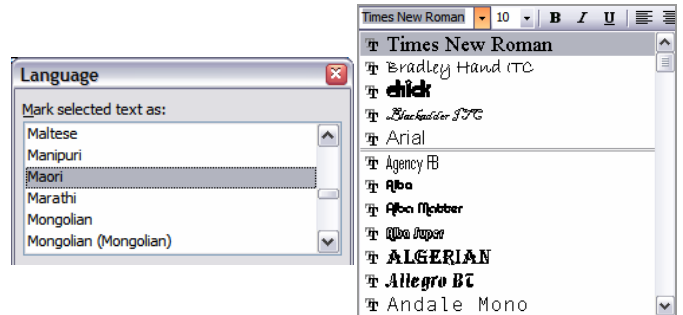 Language
Mark selected text as:
Maltese
Manipuri
Maori
Marathi
Mongolian
Mongolian (Mongolian)
Times New Roman 10 B I U
Times New Roman
Bradley Hand ITC
chick
Blackadder ITC
Arial
Agency FB
Alba
Alba Matter
Alba Super
ALGERIAN
Allegro BT
Andale Mono